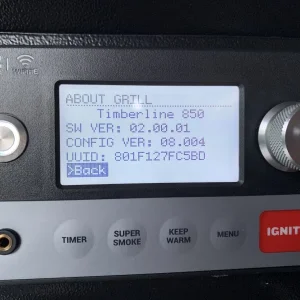 WiFIRE
ABOUT GRILL
Timberline 850
SW VER: 02.00.01
CONFIG VER: 08.004
UUID: 801F127FC5BD
>Back
TIMER
SUPER
SMOKE
KEEP
WARM
MENU
IGNIT